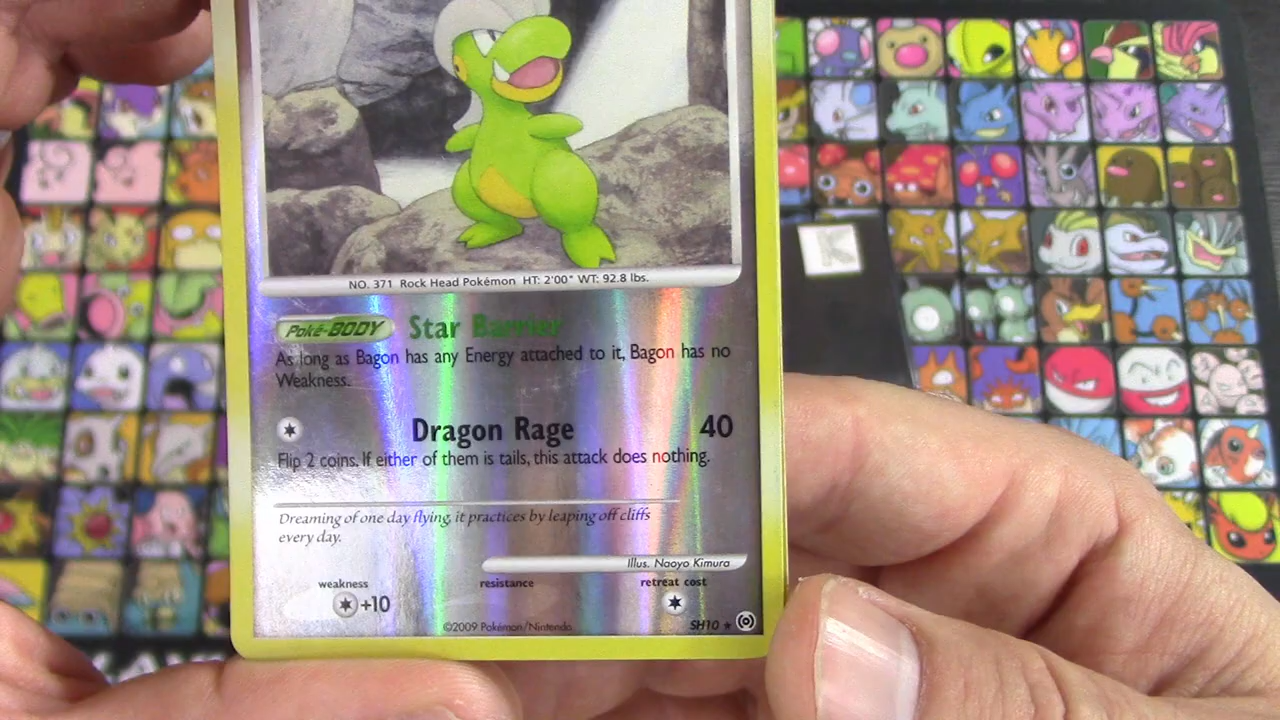 NO. 371 Rock Head Pokémon HT: 2'00" WT: 92.8 lbs.
Poké-BODY Star Barrier
As long as Bagon has any Energy attached to it, Bagon has no
Weakness.
Dragon Rage 40
Flip 2 coins. If either of them is tails, this attack does nothing.
Dreaming of one day flying, it practices by leaping off cliffs
every day.
Illus. Naoyo Kimura
weakness resistance retreat cost
+10
©2009 Pokémon/Nintendo SH10 ★
K